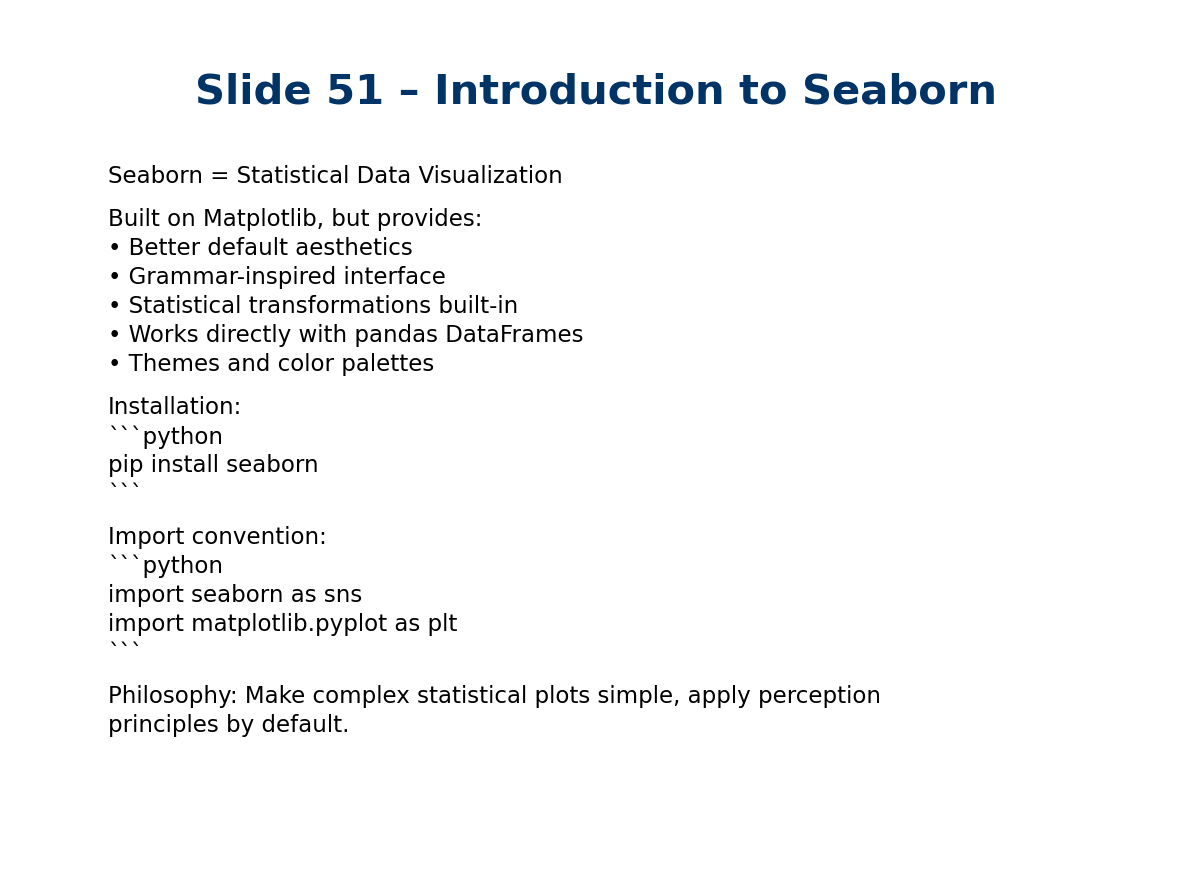 Slide 51 – Introduction to Seaborn
Seaborn = Statistical Data Visualization
Built on Matplotlib, but provides:
• Better default aesthetics
• Grammar-inspired interface
• Statistical transformations built-in
• Works directly with pandas DataFrames
• Themes and color palettes
Installation:
```python
pip install seaborn
```
Import convention:
```python
import seaborn as sns
import matplotlib.pyplot as plt
```
Philosophy: Make complex statistical plots simple, apply perception
principles by default.